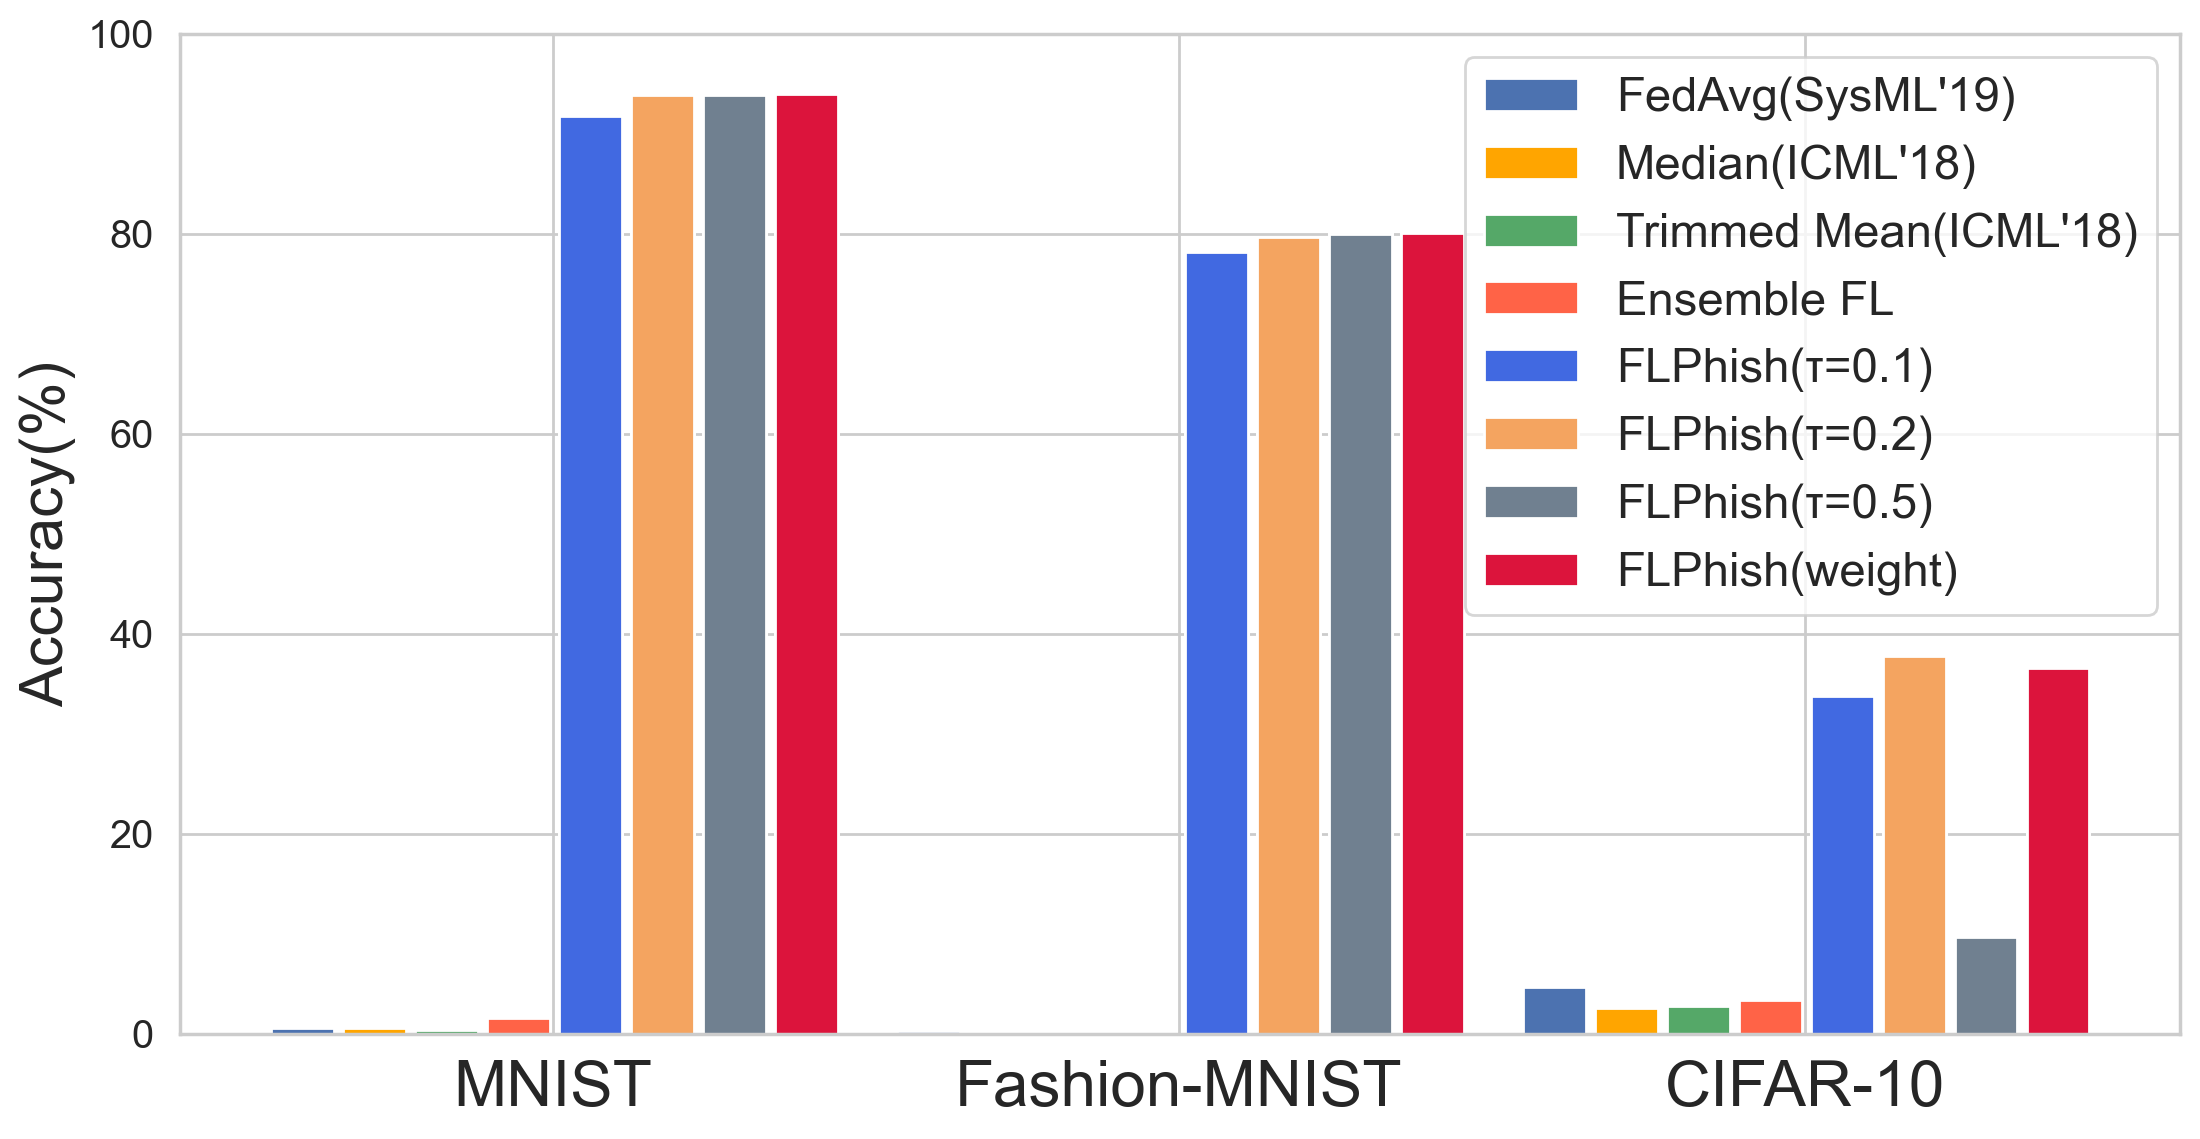 Accuracy(%)
100
80
60
40
20
0
FedAvg(SysML'19)
Median(ICML'18)
Trimmed Mean(ICML'18)
Ensemble FL
FLPhish(τ=0.1)
FLPhish(τ=0.2)
FLPhish(τ=0.5)
FLPhish(weight)
MNIST
Fashion-MNIST
CIFAR-10